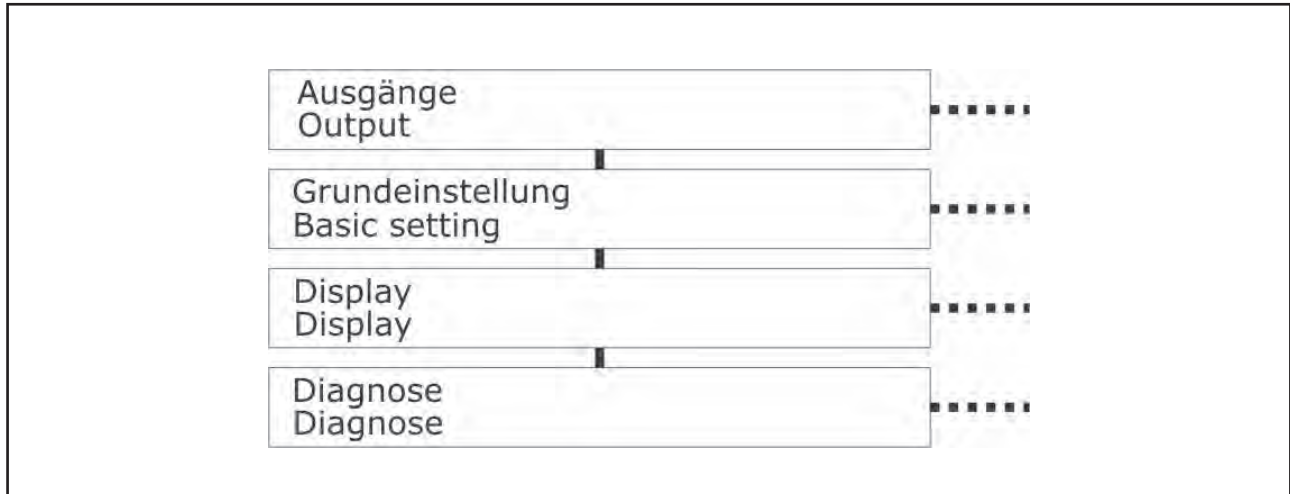 Ausgänge
Output
Grundeinstellung
Basic setting
Display
Display
Diagnose
Diagnose